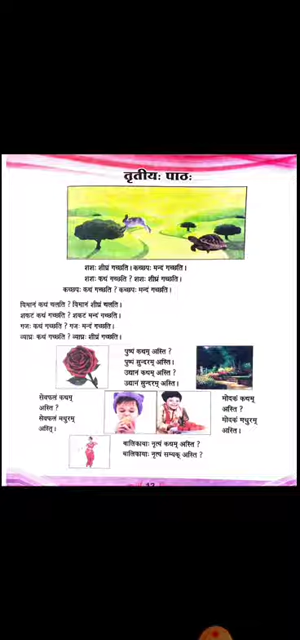 तृतीयः पाठः
शशः शीघ्रं गच्छति। कच्छपः मन्दं गच्छति।
शशः कथं गच्छति? शशः शीघ्रं गच्छति।
कच्छपः कथं गच्छति? कच्छपः मन्दं गच्छति।
विमानं कथं चलति? विमानं शीघ्रं चलति।
शकटं कथं गच्छति? शकटं मन्दं गच्छति।
गजः कथं गच्छति? गजः मन्दं गच्छति।
व्याघ्रः कथं गच्छति? व्याघ्रः शीघ्रं गच्छति।
पुष्पं कथम् अस्ति?
पुष्पं सुन्दरम् अस्ति।
उद्यानं कथम् अस्ति?
उद्यानं सुन्दरम् अस्ति।
सेवफलं कथम्
अस्ति?
सेवफलं मधुरम्
अस्ति।
मोदकं कथम्
अस्ति?
मोदकं मधुरम्
अस्ति।
बालिकायाः नृत्यं कथम् अस्ति?
बालिकायाः नृत्यं सम्यक् अस्ति?